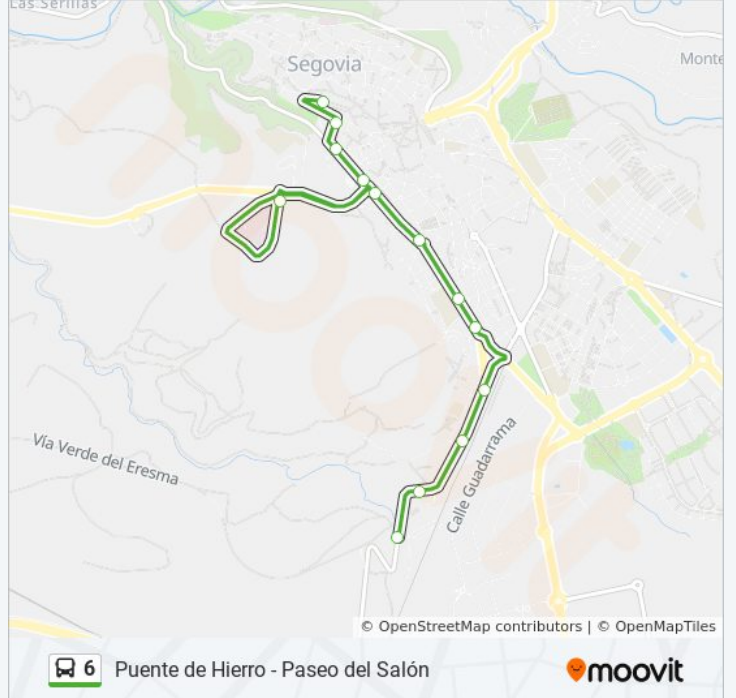 Las Serillas
Segovia
Monte
Vía Verde del Eresma
Calle Guadarrama
© OpenStreetMap contributors | © OpenMapTiles
6 Puente de Hierro - Paseo del Salón
moovit